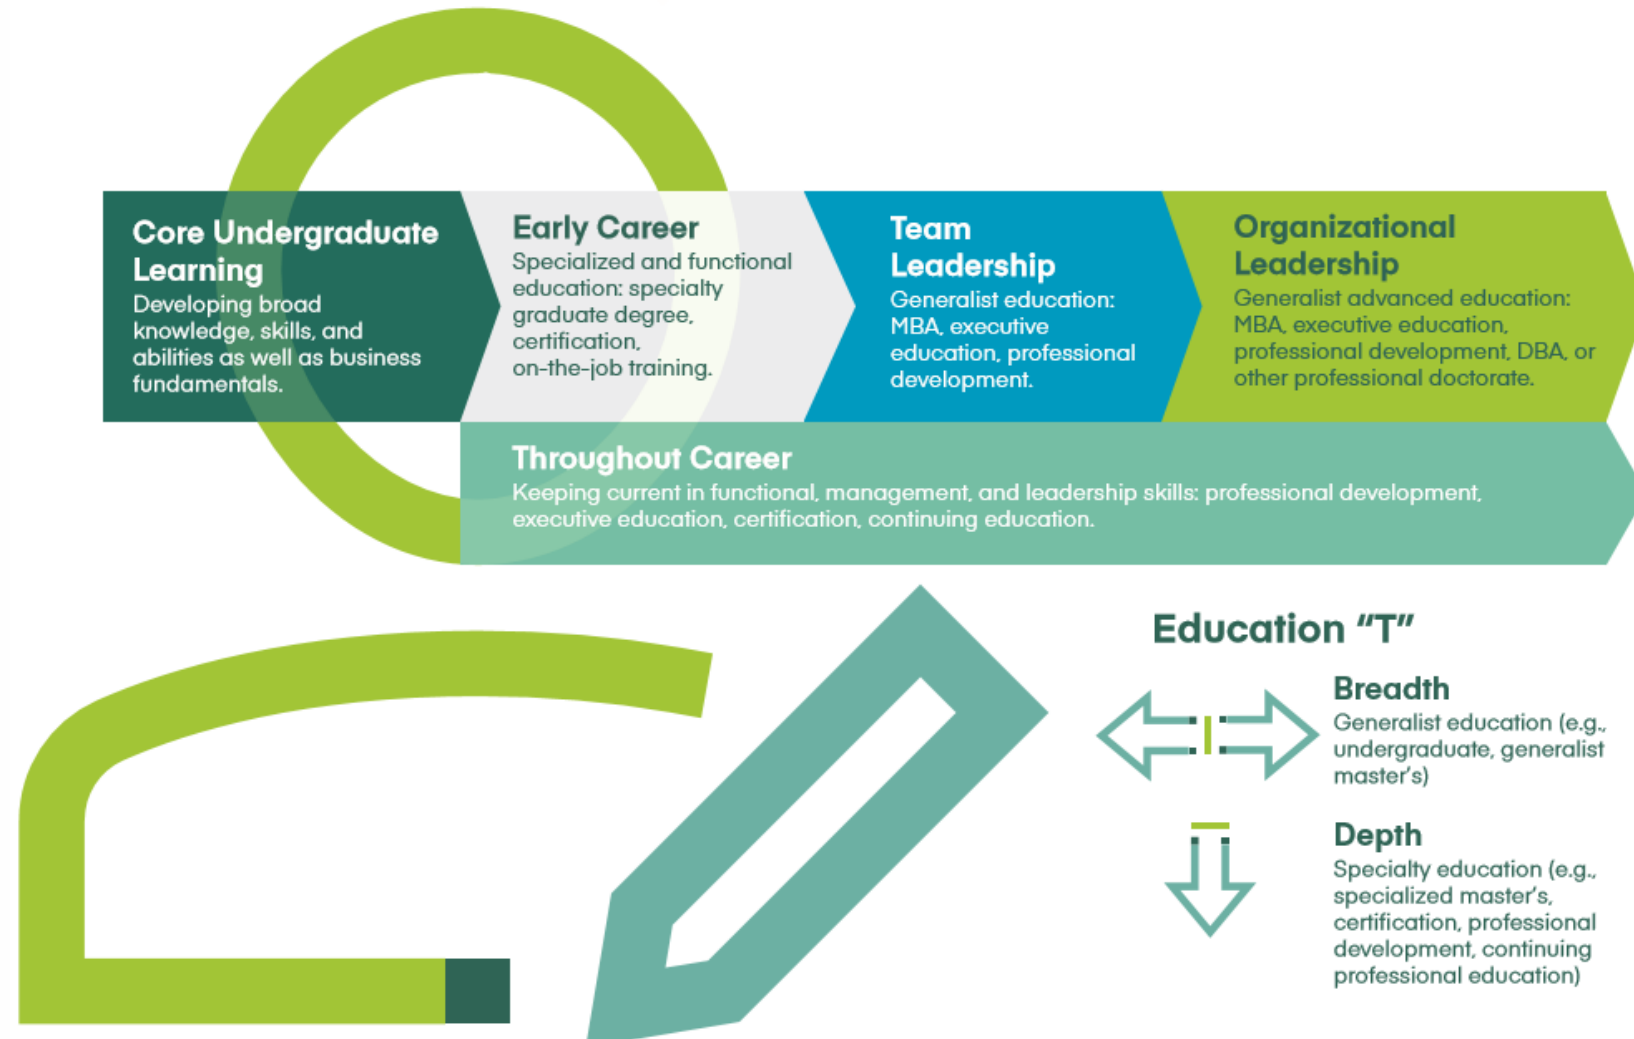 Core Undergraduate
Learning
Developing broad
knowledge, skills, and
abilities as well as business
fundamentals.
Early Career
Specialized and functional
education: specialty
graduate degree,
certification,
on-the-job training.
Team
Leadership
Generalist education:
MBA, executive
education, professional
development.
Organizational
Leadership
Generalist advanced education:
MBA, executive education,
professional development, DBA, or
other professional doctorate.
Throughout Career
Keeping current in functional, management, and leadership skills: professional development,
executive education, certification, continuing education.
Education “T”
Breadth
Generalist education (e.g.,
undergraduate, generalist
master’s)
Depth
Specialty education (e.g.,
specialized master’s,
certification, professional
development, continuing
professional education)